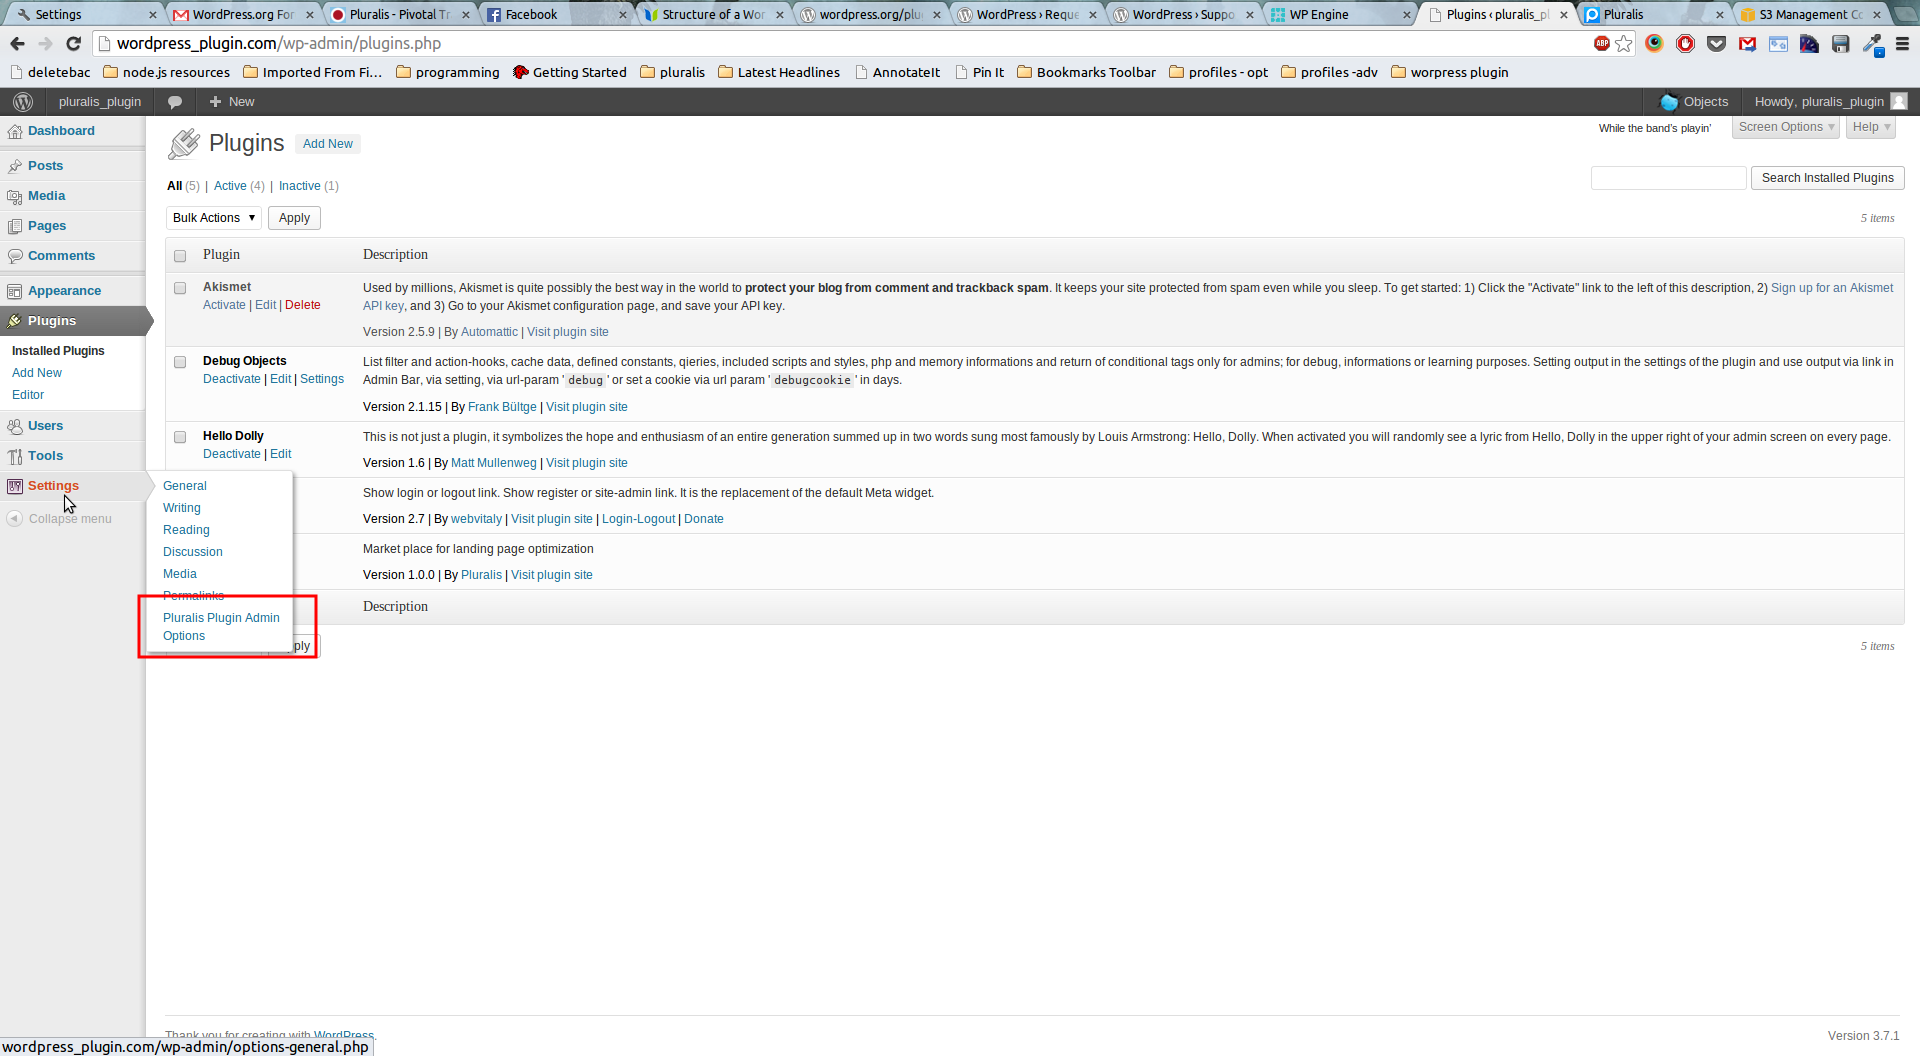 Settings
WordPress.org For
Pluralis - Pivotal Tr
Facebook
Structure of a Wor
wordpress.org/plu
WordPress › Reque
WordPress › Suppo
WP Engine
Plugins ‹ pluralis_pl
Pluralis
S3 Management Co
wordpress_plugin.com/wp-admin/plugins.php
ABP
deletebac
node.js resources
Imported From Fi...
programming
Getting Started
pluralis
Latest Headlines
AnnotateIt
Pin It
Bookmarks Toolbar
profiles - opt
profiles -adv
worpress plugin
pluralis_plugin
New
Objects
Howdy, pluralis_plugin
Dashboard
Posts
Media
Pages
Comments
Appearance
Plugins
Installed Plugins
Add New
Editor
Users
Tools
Settings
Collapse menu
General
Writing
Reading
Discussion
Media
Permalinks
Pluralis Plugin Admin
Options
Plugins Add New
While the band's playin'
Screen Options
Help
All (5) | Active (4) | Inactive (1)
Search Installed Plugins
Bulk Actions
Apply
5 items
Plugin Description
Akismet
Activate | Edit | Delete
Used by millions, Akismet is quite possibly the best way in the world to protect your blog from comment and trackback spam. It keeps your site protected from spam even while you sleep. To get started: 1) Click the "Activate" link to the left of this description, 2) Sign up for an Akismet
API key, and 3) Go to your Akismet configuration page, and save your API key.
Version 2.5.9 | By Automattic | Visit plugin site
Debug Objects
Deactivate | Edit | Settings
List filter and action-hooks, cache data, defined constants, qieries, included scripts and styles, php and memory informations and return of conditional tags only for admins; for debug, informations or learning purposes. Setting output in the settings of the plugin and use output via link in
Admin Bar, via setting, via url-param ' debug ' or set a cookie via url param ' debugcookie ' in days.
Version 2.1.15 | By Frank Bültge | Visit plugin site
Hello Dolly
Deactivate | Edit
This is not just a plugin, it symbolizes the hope and enthusiasm of an entire generation summed up in two words sung most famously by Louis Armstrong: Hello, Dolly. When activated you will randomly see a lyric from Hello, Dolly in the upper right of your admin screen on every page.
Version 1.6 | By Matt Mullenweg | Visit plugin site
Show login or logout link. Show register or site-admin link. It is the replacement of the default Meta widget.
Version 2.7 | By webvitaly | Visit plugin site | Login-Logout | Donate
Market place for landing page optimization
Version 1.0.0 | By Pluralis | Visit plugin site
Description
ply
5 items
Thank you for creating with WordPress.
Version 3.7.1
wordpress_plugin.com/wp-admin/options-general.php